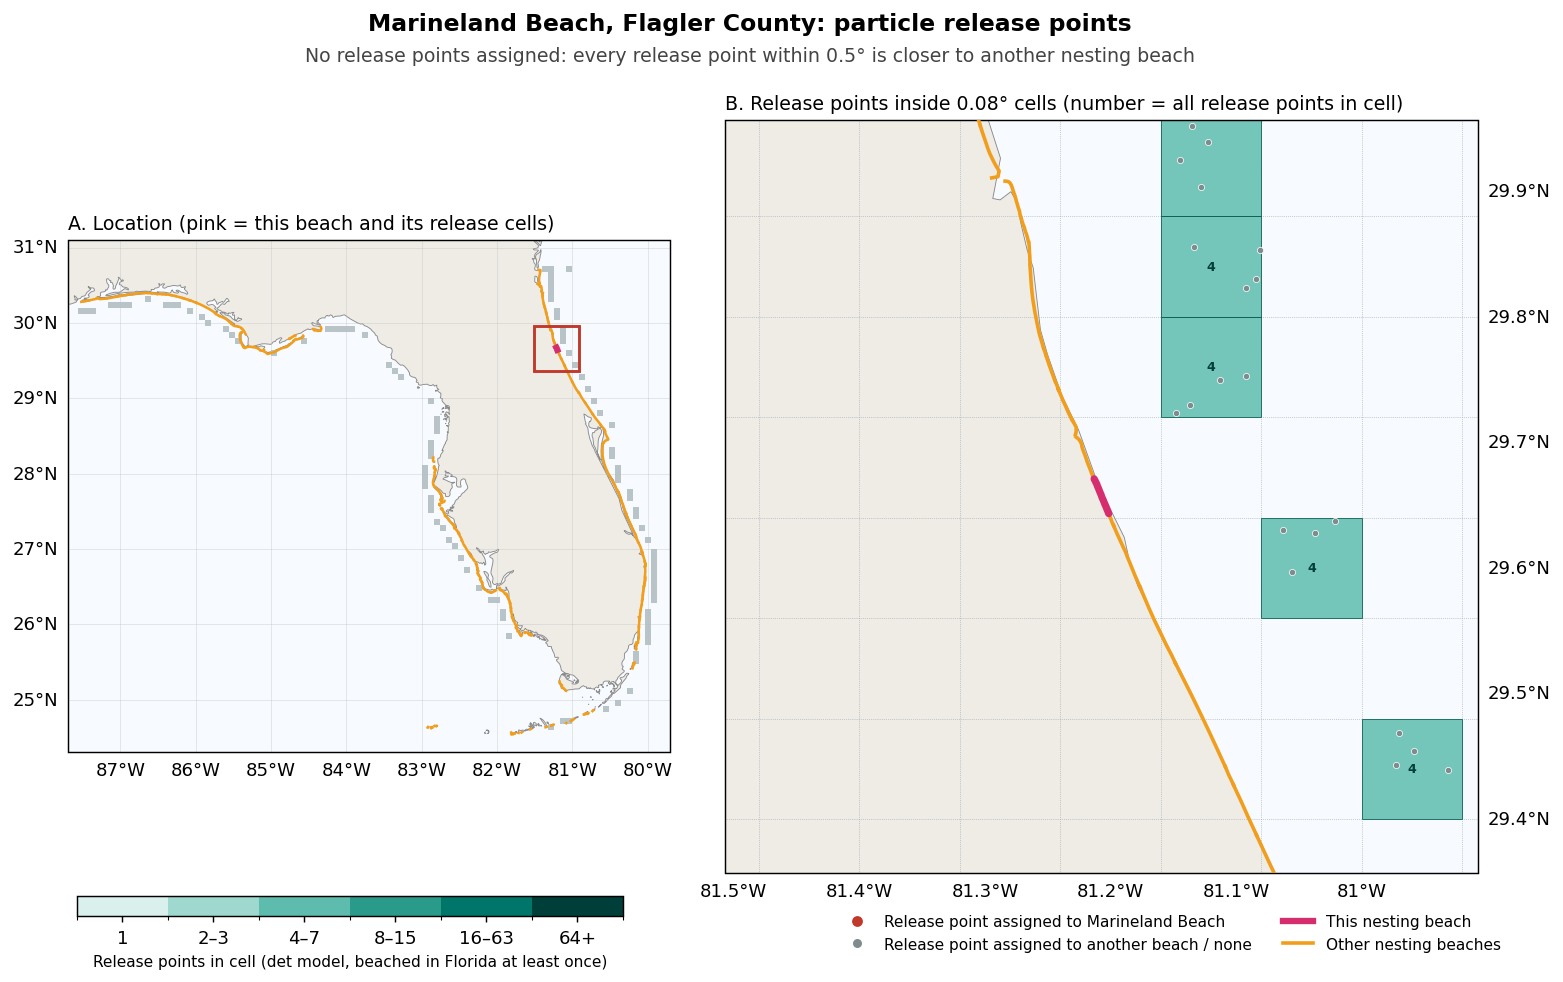 Marineland Beach, Flagler County: particle release points
No release points assigned: every release point within 0.5° is closer to another nesting beach
A. Location (pink = this beach and its release cells)
31°N
30°N
29°N
28°N
27°N
26°N
25°N
87°W 86°W 85°W 84°W 83°W 82°W 81°W 80°W
1 2–3 4–7 8–15 16–63 64+
Release points in cell (det model, beached in Florida at least once)
B. Release points inside 0.08° cells (number = all release points in cell)
4
4
4
4
29.9°N
29.8°N
29.7°N
29.6°N
29.5°N
29.4°N
81.5°W 81.4°W 81.3°W 81.2°W 81.1°W 81°W
Release point assigned to Marineland Beach
Release point assigned to another beach / none
This nesting beach
Other nesting beaches